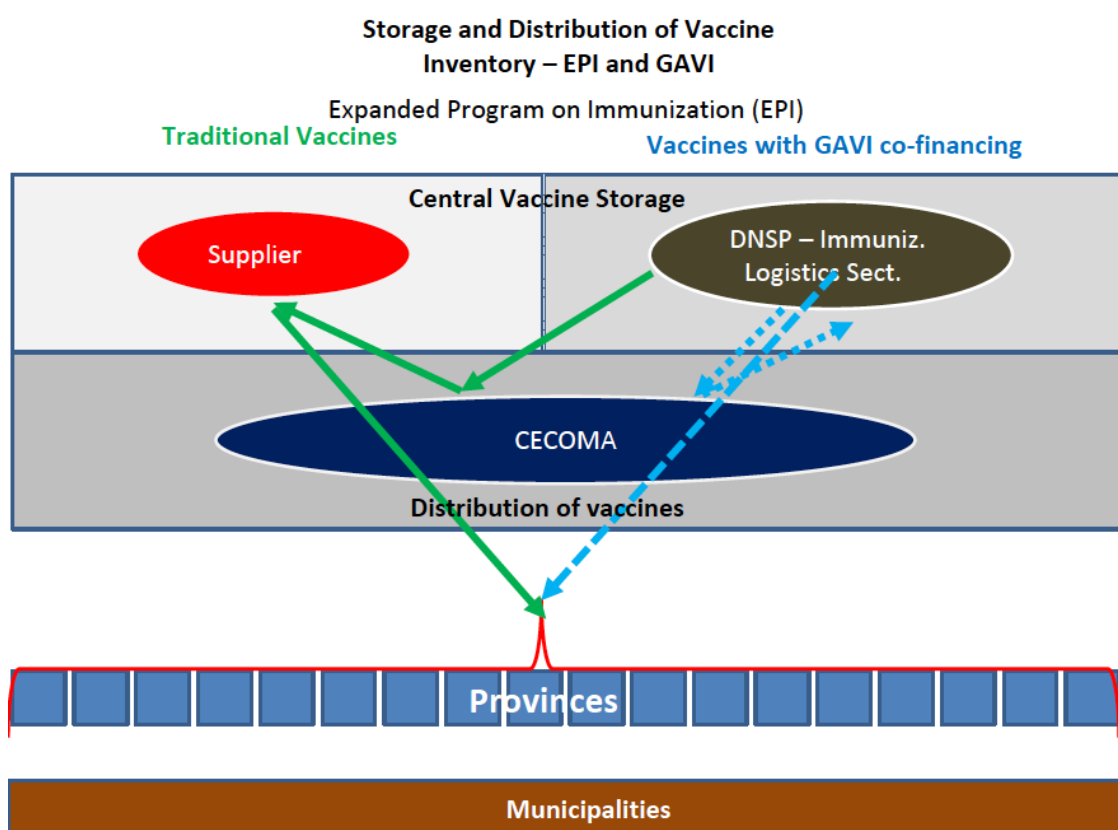 Storage and Distribution of Vaccine
Inventory – EPI and GAVI
Expanded Program on Immunization (EPI)
Traditional Vaccines
Vaccines with GAVI co-financing
Central Vaccine Storage
Supplier
DNSP – Immuniz.
Logistics Sect.
CECOMA
Distribution of vaccines
Provinces
Municipalities